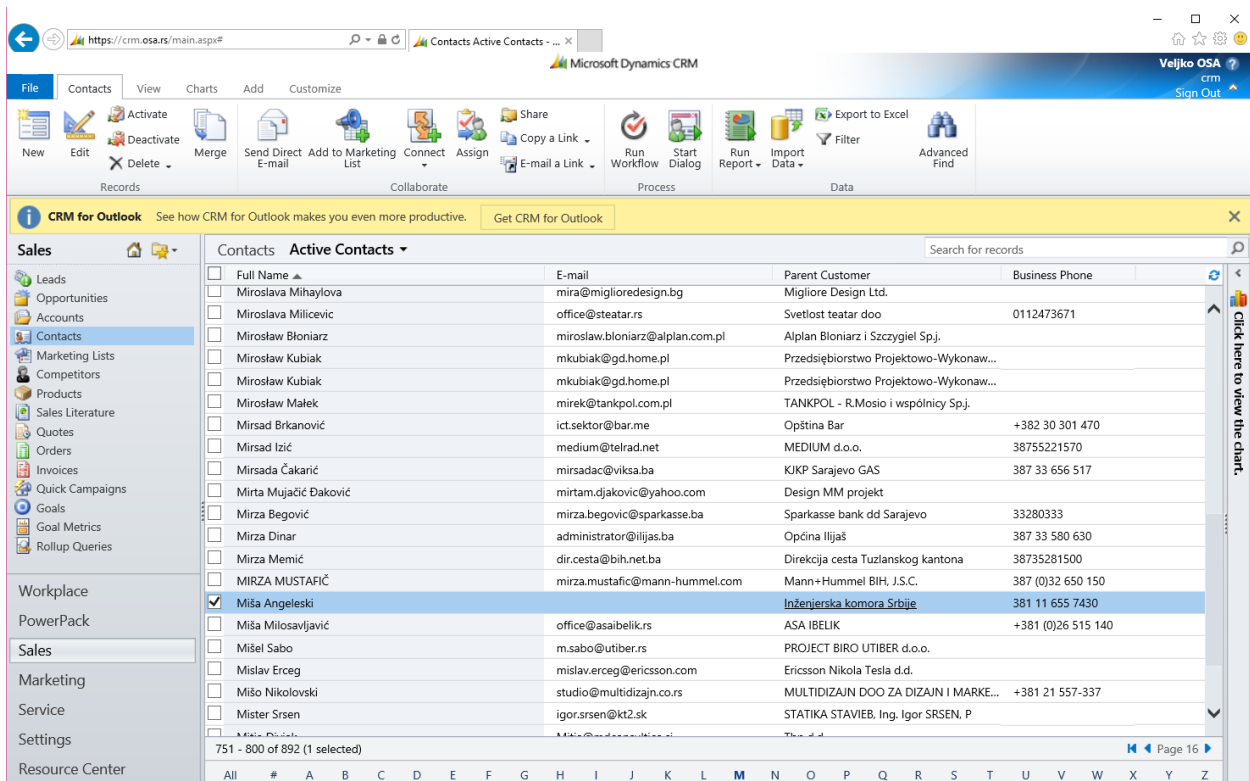 https://crm.osa.rs/main.aspx#
Contacts Active Contacts - ...
Microsoft Dynamics CRM
Veljko OSA
crm
Sign Out
File Contacts View Charts Add Customize
New
Edit
Activate
Deactivate
Delete
Merge
Records
Send Direct E-mail
Add to Marketing List
Connect
Assign
Share
Copy a Link
E-mail a Link
Collaborate
Run Workflow
Start Dialog
Process
Run Report
Import Data
Export to Excel
Filter
Advanced Find
Data
CRM for Outlook See how CRM for Outlook makes you even more productive. Get CRM for Outlook
Sales
Leads
Opportunities
Accounts
Contacts
Marketing Lists
Competitors
Products
Sales Literature
Quotes
Orders
Invoices
Quick Campaigns
Goals
Goal Metrics
Rollup Queries
Workplace
PowerPack
Sales
Marketing
Service
Settings
Resource Center
Contacts Active Contacts
Search for records
Full Name E-mail Parent Customer Business Phone
Miroslava Mihaylova mira@miglioredesign.bg Migliore Design Ltd.
Miroslava Milicevic office@steatar.rs Svetlost teatar doo 0112473671
Mirosław Błoniarz miroslaw.bloniarz@alplan.com.pl Alplan Bloniarz i Szczygiel Sp.j.
Mirosław Kubiak mkubiak@gd.home.pl Przedsiębiorstwo Projektowo-Wykonaw...
Mirosław Kubiak mkubiak@gd.home.pl Przedsiębiorstwo Projektowo-Wykonaw...
Mirosław Małek mirek@tankpol.com.pl TANKPOL - R.Mosio i wspólnicy Sp.j.
Mirsad Brkanović ict.sektor@bar.me Opština Bar +382 30 301 470
Mirsad Izić medium@telrad.net MEDIUM d.o.o. 38755221570
Mirsada Čakarić mirsadac@viksa.ba KJKP Sarajevo GAS 387 33 656 517
Mirta Mujačić Đaković mirtam.djakovic@yahoo.com Design MM projekt
Mirza Begović mirza.begovic@sparkasse.ba Sparkasse bank dd Sarajevo 33280333
Mirza Dinar administrator@ilijas.ba Općina Ilijaš 387 33 580 630
Mirza Memić dir.cesta@bih.net.ba Direkcija cesta Tuzlanskog kantona 38735281500
MIRZA MUSTAFIČ mirza.mustafic@mann-hummel.com Mann+Hummel BIH, J.S.C. 387 (0)32 650 150
Miša Angeleski Inženjerska komora Srbije 381 11 655 7430
Miša Milosavljavić office@asaibelik.rs ASA IBELIK +381 (0)26 515 140
Mišel Sabo m.sabo@utiber.rs PROJECT BIRO UTIBER d.o.o.
Mislav Erceg mislav.erceg@ericsson.com Ericsson Nikola Tesla d.d.
Mišo Nikolovski studio@multidizajn.co.rs MULTIDIZAJN DOO ZA DIZAJN I MARKE... +381 21 557-337
Mister Srsen igor.srsen@kt2.sk STATIKA STAVIEB, Ing. Igor SRSEN, P
751 - 800 of 892 (1 selected) Page 16
All # A B C D E F G H I J K L M N O P Q R S T U V W X Y Z
Click here to view the chart.